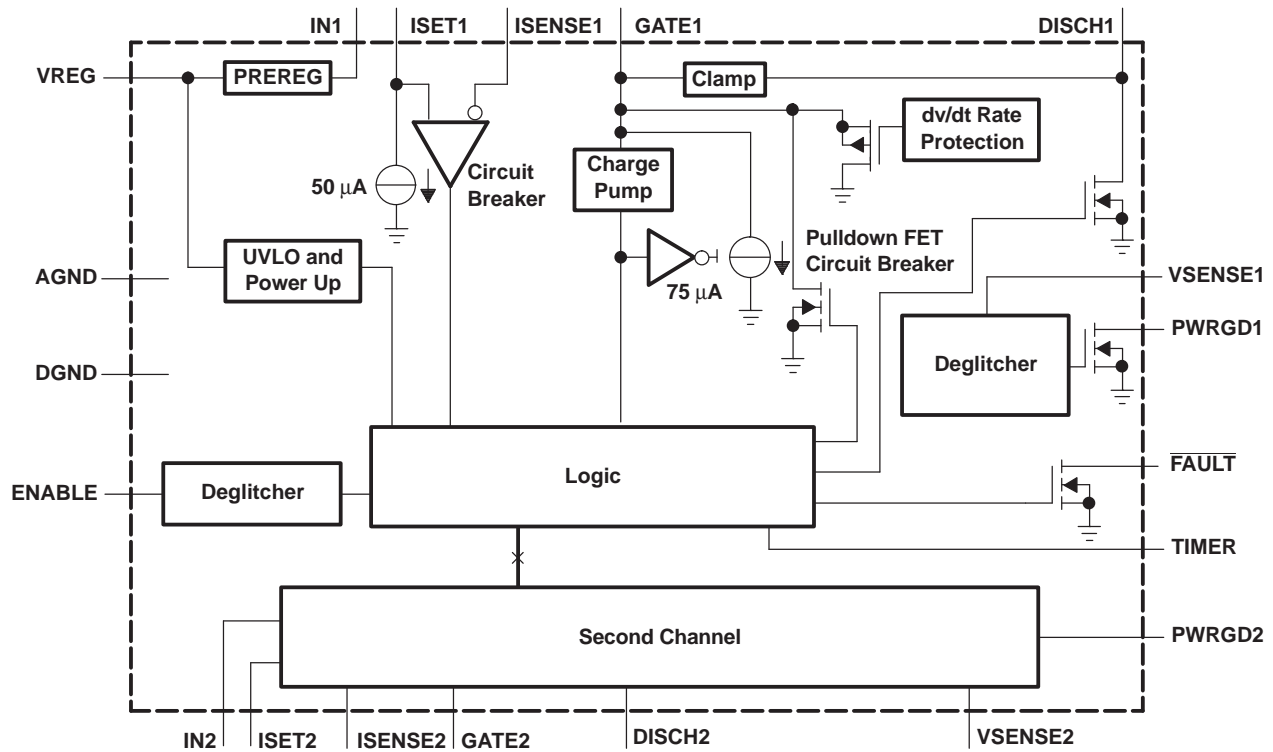 IN1
ISET1
ISENSE1
GATE1
DISCH1
VREG
PREREG
Clamp
dv/dt Rate
Protection
50 μA
Circuit
Breaker
Charge
Pump
UVLO and
Power Up
75 μA
Pulldown FET
Circuit Breaker
AGND
VSENSE1
PWRGD1
DGND
Deglitcher
FAULT
ENABLE
Deglitcher
Logic
TIMER
Second Channel
PWRGD2
IN2
ISET2
ISENSE2
GATE2
DISCH2
VSENSE2